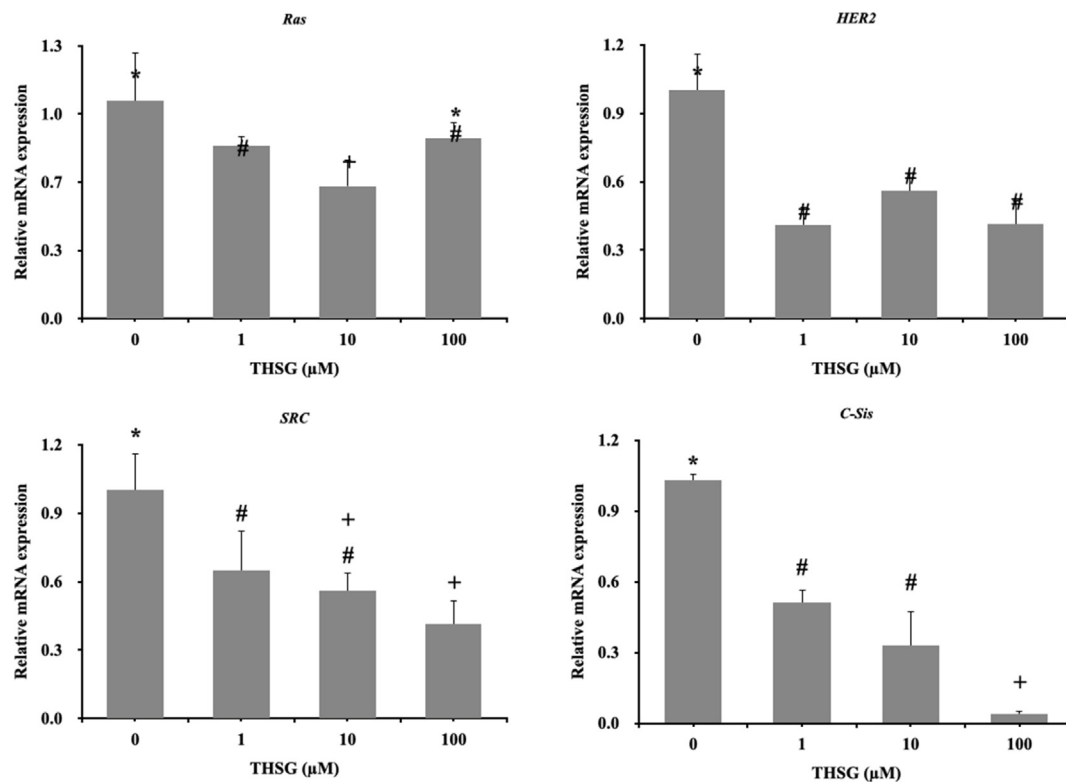 Ras
Relative mRNA expression
1.3
1.0
0.7
0.3
0.0
*
#
+
*
#
0 1 10 100
THSG (µM)
HER2
Relative mRNA expression
1.2
0.9
0.6
0.3
0.0
*
#
#
#
0 1 10 100
THSG (µM)
SRC
Relative mRNA expression
1.2
0.9
0.6
0.3
0.0
*
#
+
#
+
0 1 10 100
THSG (µM)
C-Sis
Relative mRNA expression
1.2
0.9
0.6
0.3
0.0
*
#
#
+
0 1 10 100
THSG (µM)